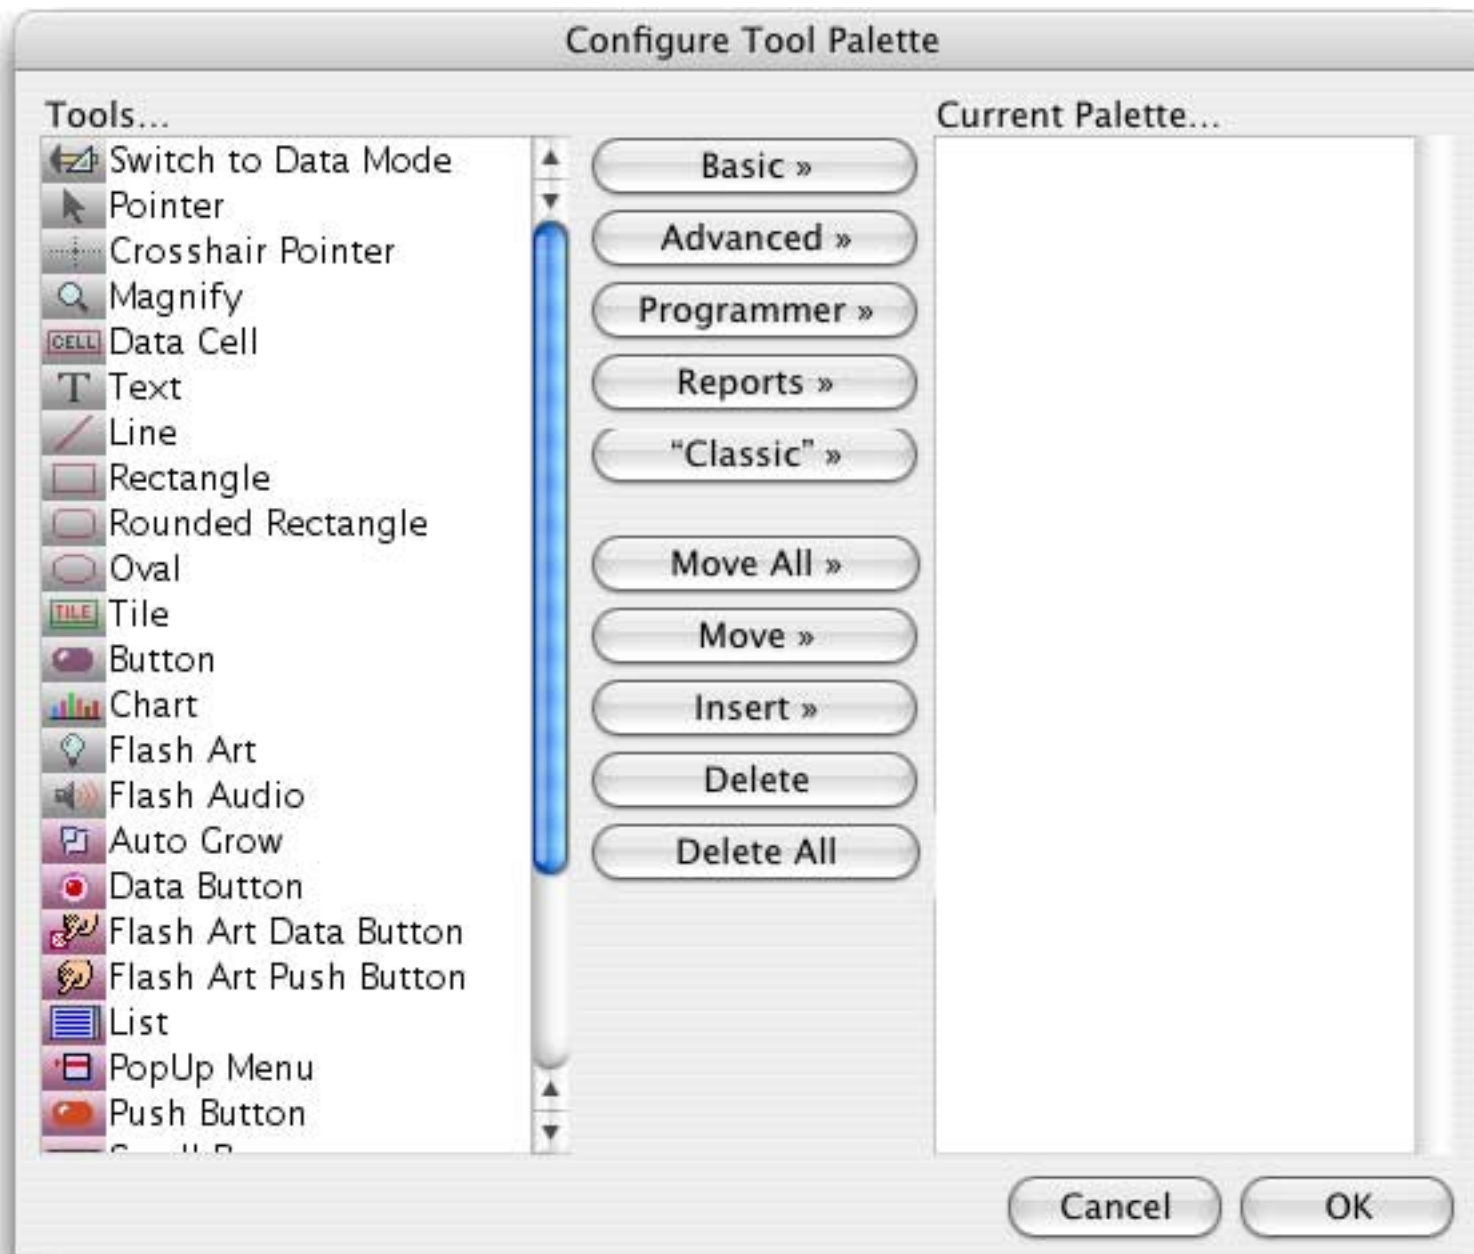 Configure Tool Palette
Tools...
Switch to Data Mode
Pointer
Crosshair Pointer
Magnify
CELL Data Cell
T Text
Line
Rectangle
Rounded Rectangle
Oval
TILE Tile
Button
Chart
Flash Art
Flash Audio
Auto Grow
Data Button
Flash Art Data Button
Flash Art Push Button
List
PopUp Menu
Push Button
Basic »
Advanced »
Programmer »
Reports »
“Classic” »
Move All »
Move »
Insert »
Delete
Delete All
Current Palette...
Cancel
OK